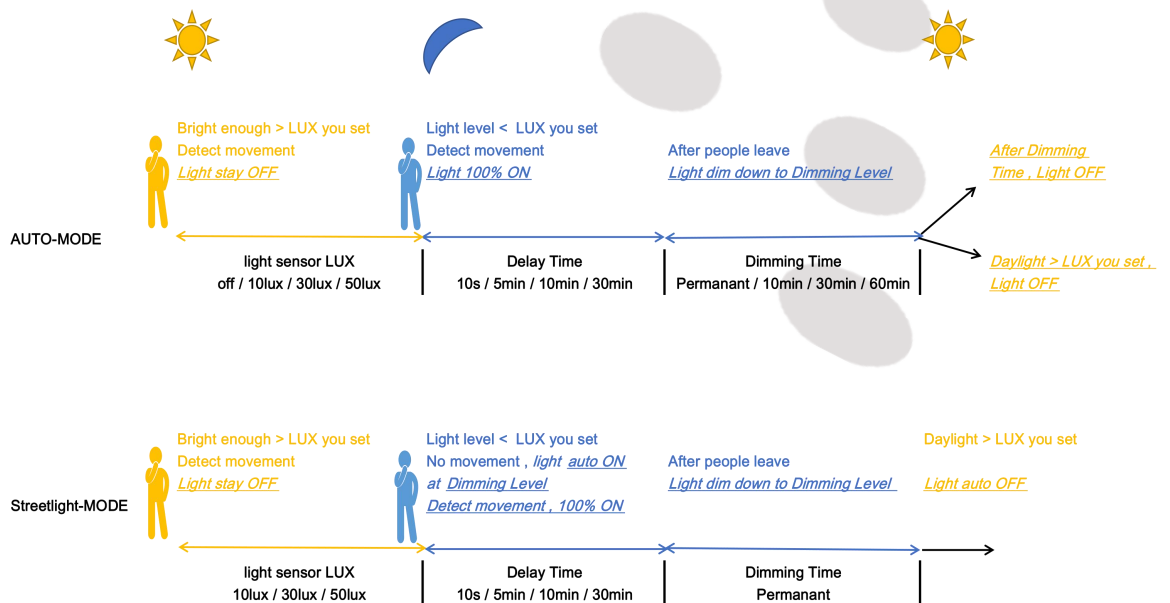 Bright enough > LUX you set
Detect movement
Light stay OFF
Light level < LUX you set
Detect movement
Light 100% ON
After people leave
Light dim down to Dimming Level
After Dimming
Time , Light OFF
AUTO-MODE
Daylight > LUX you set ,
Light OFF
light sensor LUX
off / 10lux / 30lux / 50lux
Delay Time
10s / 5min / 10min / 30min
Dimming Time
Permanant / 10min / 30min / 60min
Bright enough > LUX you set
Detect movement
Light stay OFF
Light level < LUX you set
No movement , light auto ON
at Dimming Level
Detect movement , 100% ON
After people leave
Light dim down to Dimming Level
Daylight > LUX you set
Light auto OFF
Streetlight-MODE
light sensor LUX
10lux / 30lux / 50lux
Delay Time
10s / 5min / 10min / 30min
Dimming Time
Permanant